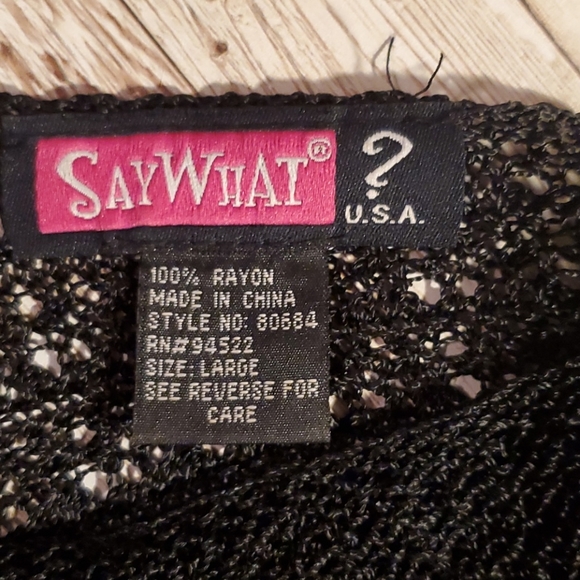 SAYWHAT® ?
U.S.A.
100% RAYON
MADE IN CHINA
STYLE NO: 80684
RN# 94522
SIZE: LARGE
SEE REVERSE FOR
CARE